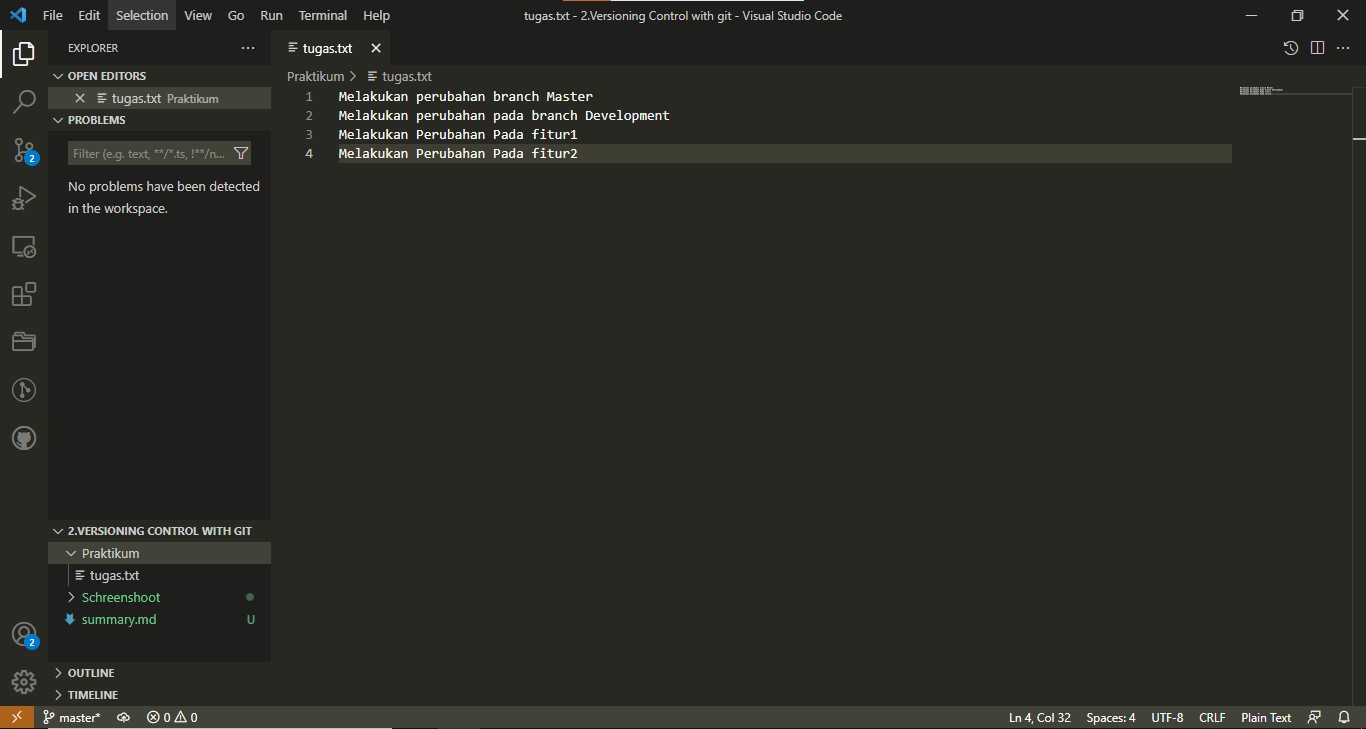 File Edit Selection View Go Run Terminal Help
tugas.txt - 2.Versioning Control with git - Visual Studio Code
EXPLORER
tugas.txt
OPEN EDITORS
tugas.txt Praktikum
PROBLEMS
Filter (e.g. text, **/*.ts, !**/n...
No problems have been detected
in the workspace.
2
Praktikum > tugas.txt
1 Melakukan perubahan branch Master
2 Melakukan perubahan pada branch Development
3 Melakukan Perubahan Pada fitur1
4 Melakukan Perubahan Pada fitur2
2.VERSIONING CONTROL WITH GIT
Praktikum
tugas.txt
Schreenshoot
summary.md U
2
OUTLINE
TIMELINE
master* 0 0
Ln 4, Col 32 Spaces: 4 UTF-8 CRLF Plain Text